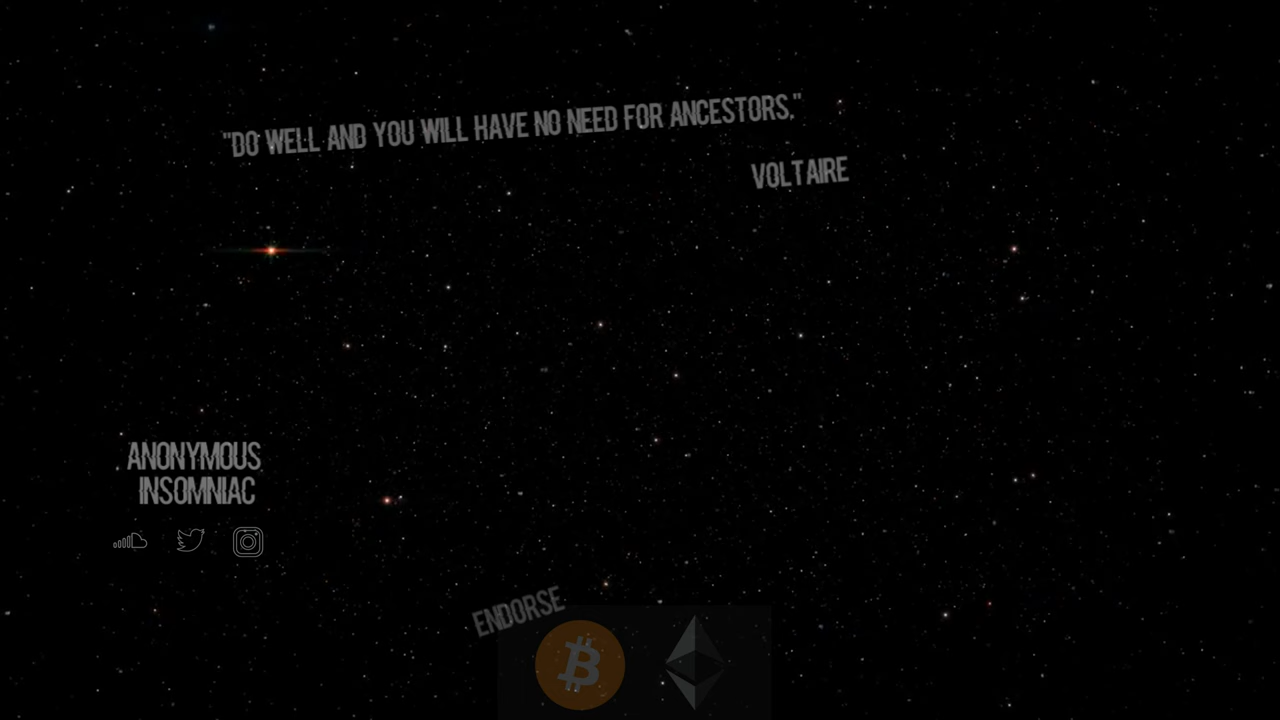 "DO WELL AND YOU WILL HAVE NO NEED FOR ANCESTORS."
VOLTAIRE
ANONYMOUS
INSOMNIAC
ENDORSE